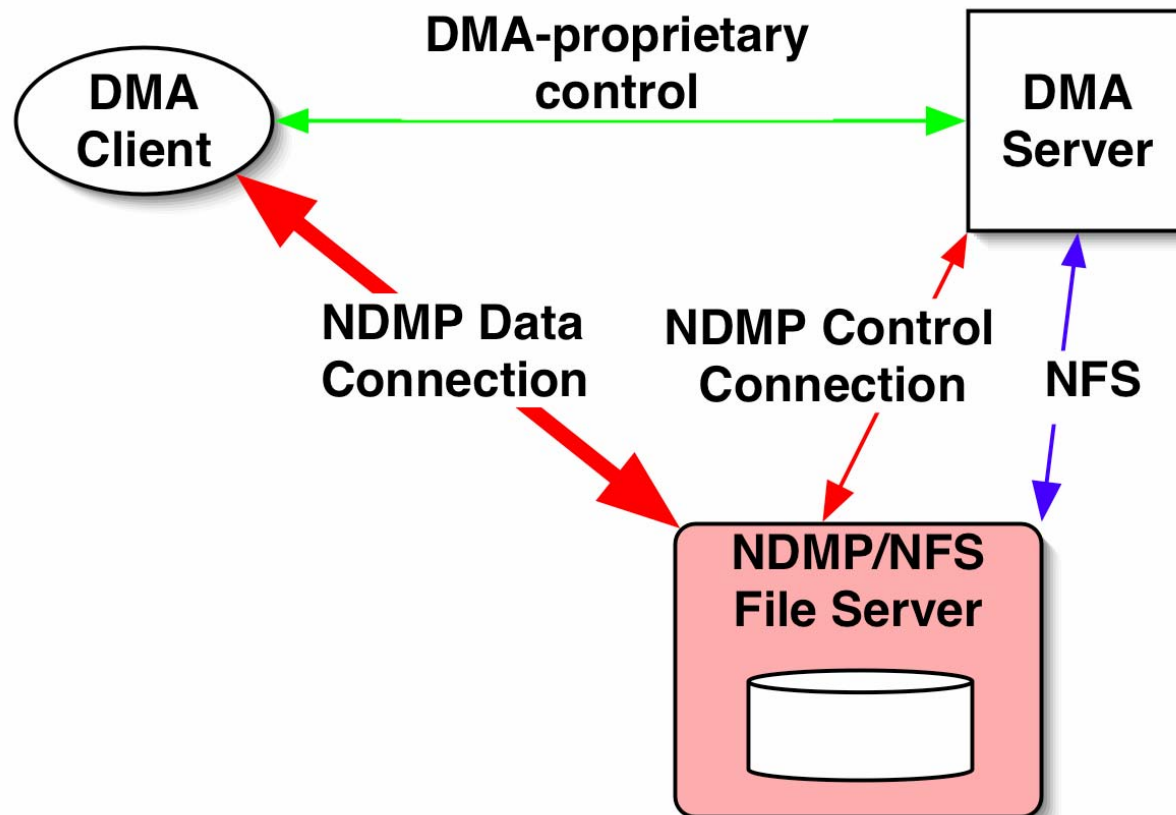 DMA-proprietary
control
DMA
Client
DMA
Server
NDMP Data
Connection
NDMP Control
Connection
NFS
NDMP/NFS
File Server